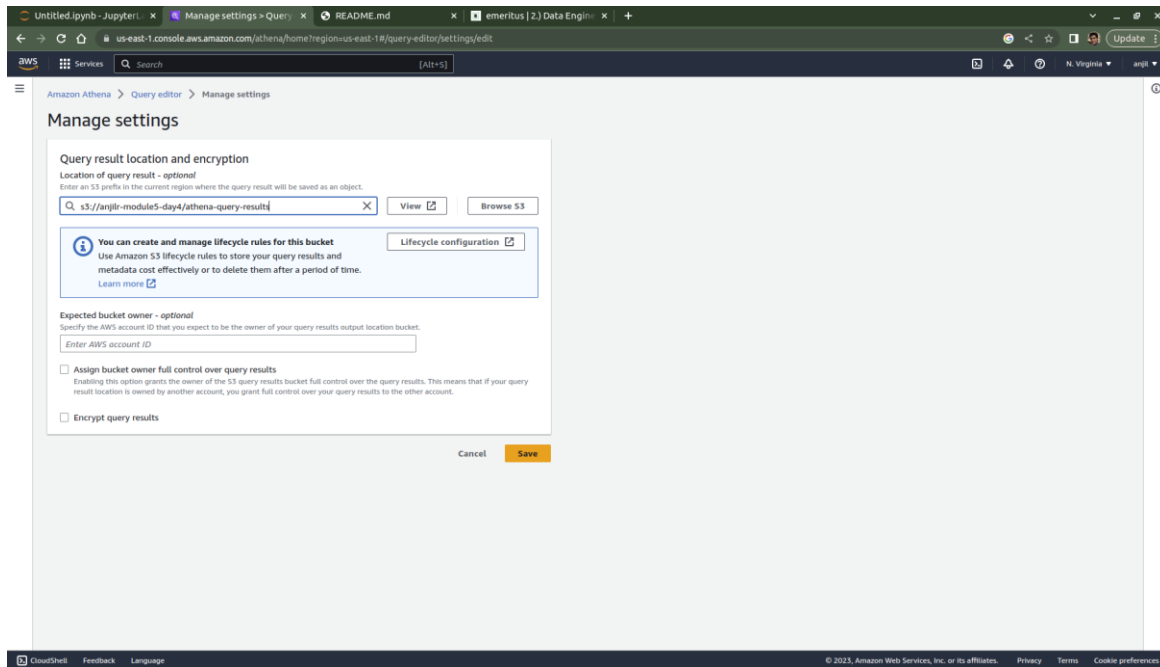 Untitled.ipynb - JupyterL
Manage settings > Query
README.md
emeritus | 2.) Data Engine
us-east-1.console.aws.amazon.com/athena/home?region=us-east-1#/query-editor/settings/edit
Update
aws
Services
Search
[Alt+S]
N. Virginia
anjil
Amazon Athena > Query editor > Manage settings
Manage settings
Query result location and encryption
Location of query result - optional
Enter an S3 prefix in the current region where the query result will be saved as an object.
s3://anjilr-module5-day4/athena-query-results
View
Browse S3
You can create and manage lifecycle rules for this bucket
Lifecycle configuration
Use Amazon S3 lifecycle rules to store your query results and
metadata cost effectively or to delete them after a period of time.
Learn more
Expected bucket owner - optional
Specify the AWS account ID that you expect to be the owner of your query results output location bucket.
Enter AWS account ID
Assign bucket owner full control over query results
Enabling this option grants the owner of the S3 query results bucket full control over the query results. This means that if your query
result location is owned by another account, you grant full control over your query results to the other account.
Encrypt query results
Cancel
Save
CloudShell
Feedback
Language
© 2023, Amazon Web Services, Inc. or its affiliates.
Privacy
Terms
Cookie preferences